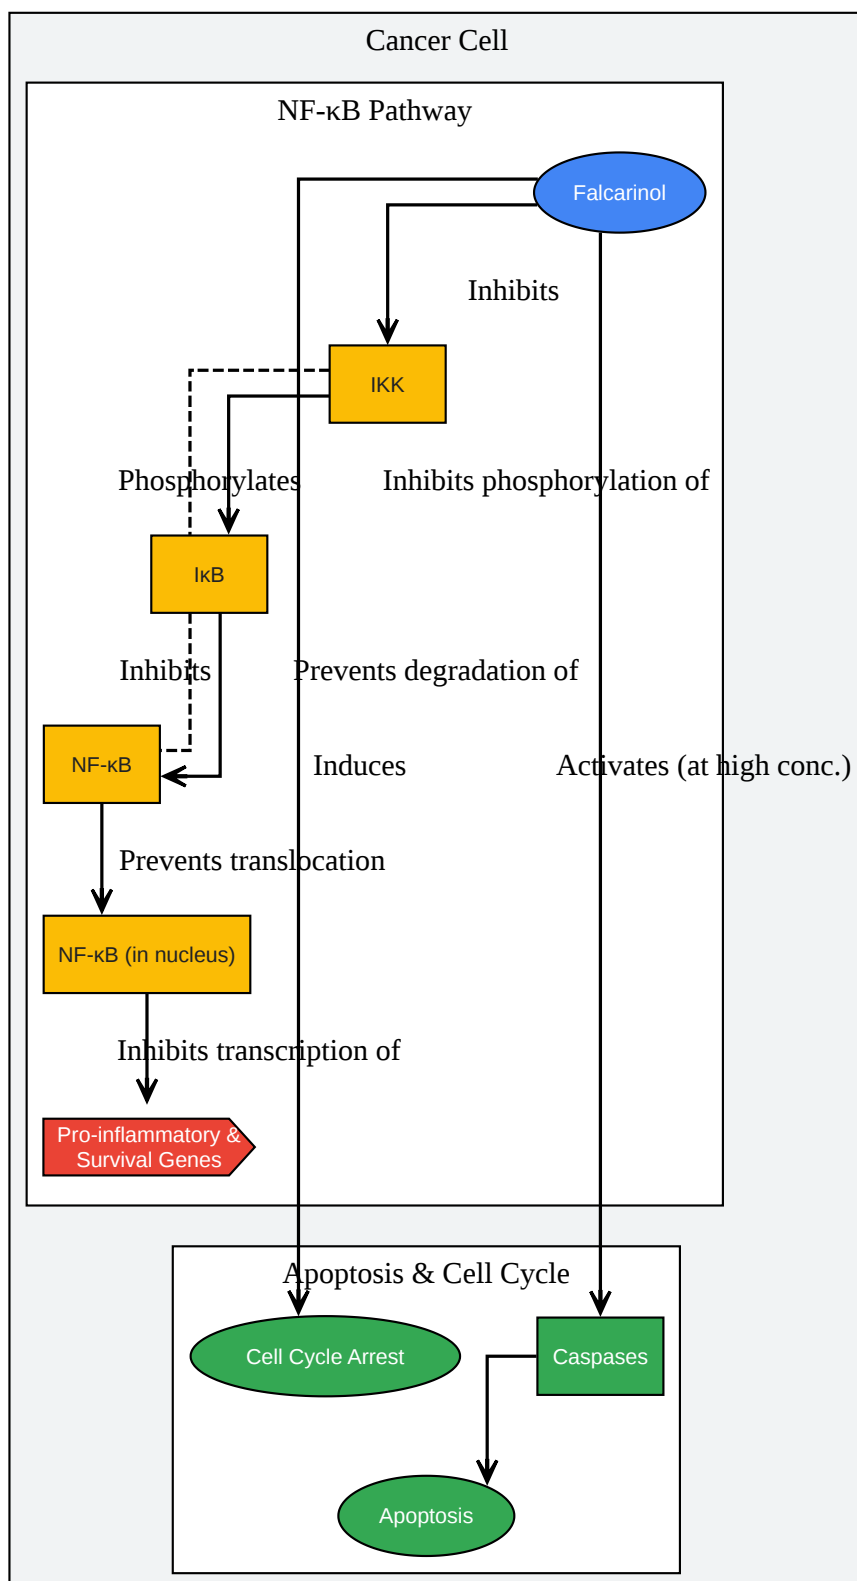 Cancer Cell
NF-κB Pathway
Falcarinol
Inhibits
IKK
Phosphorylates
Inhibits phosphorylation of
IκB
Inhibits
Prevents degradation of
NF-κB
Induces
Activates (at high conc.)
Prevents translocation
NF-κB (in nucleus)
Inhibits transcription of
Pro-inflammatory &
Survival Genes
Apoptosis & Cell Cycle
Cell Cycle Arrest
Caspases
Apoptosis